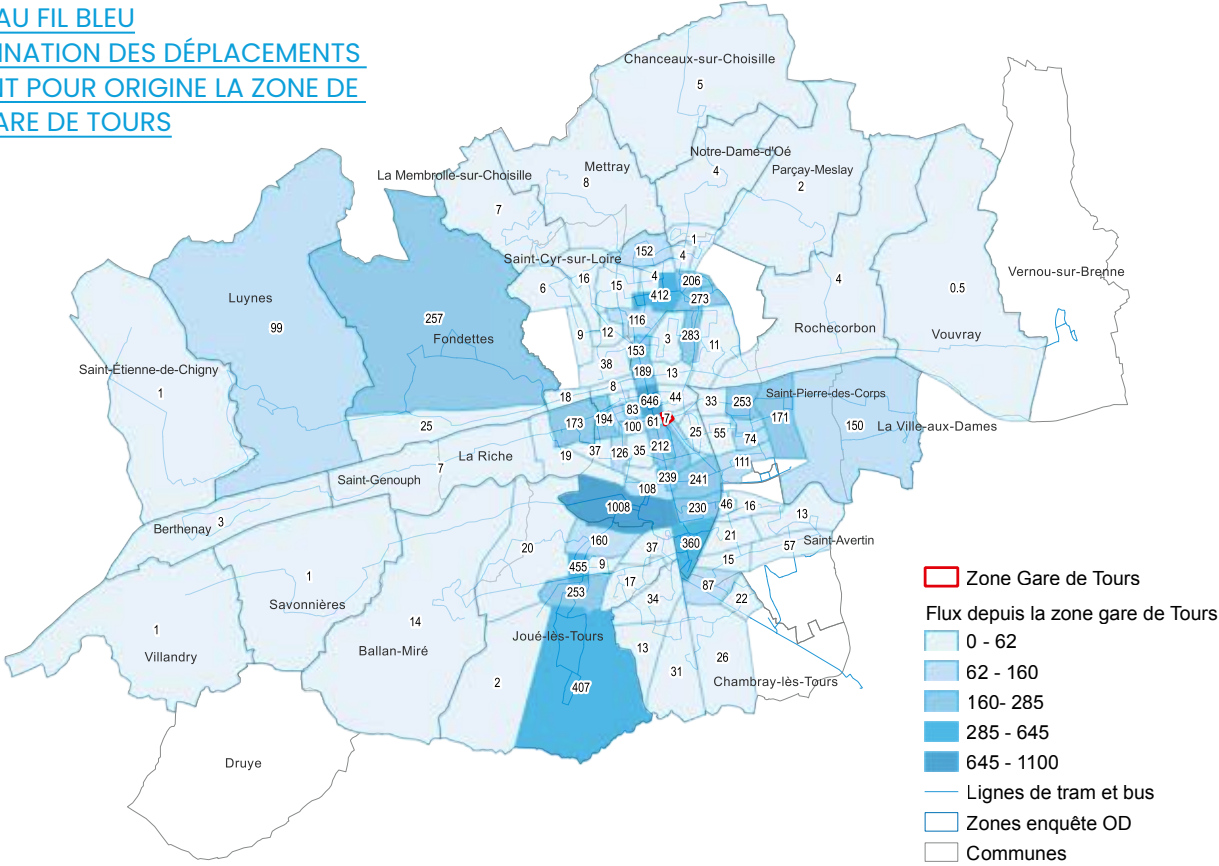 AU FIL BLEU
INATION DES DÉPLACEMENTS
IT POUR ORIGINE LA ZONE DE
ARE DE TOURS
Chanceaux-sur-Choisille
5
Notre-Dame-d'Oé
4
Mettray
8
Parçay-Meslay
2
La Membrolle-sur-Choisille
7
1
152
4
Saint-Cyr-sur-Loire
16
15
4
206
6
412
273
Vernou-sur-Brenne
4
0.5
Luynes
99
257
Fondettes
116
Rochecorbon
Vouvray
9
12
3
283
11
153
38
189
13
Saint-Étienne-de-Chigny
1
8
18
646
44
33
253
Saint-Pierre-des-Corps
171
150
La Ville-aux-Dames
25
173
194
83
100
61
7
25
55
74
La Riche
19
37
126
35
212
111
7
Saint-Genouph
239
241
108
1008
230
46
16
13
Berthenay
3
20
160
37
360
21
57
Saint-Avertin
455
9
15
1
Savonnières
253
17
87
34
22
14
Ballan-Miré
1
Villandry
Joué-lès-Tours
13
31
26
Chambray-lès-Tours
2
407
Druye
Zone Gare de Tours
Flux depuis la zone gare de Tours
0 - 62
62 - 160
160- 285
285 - 645
645 - 1100
Lignes de tram et bus
Zones enquête OD
Communes